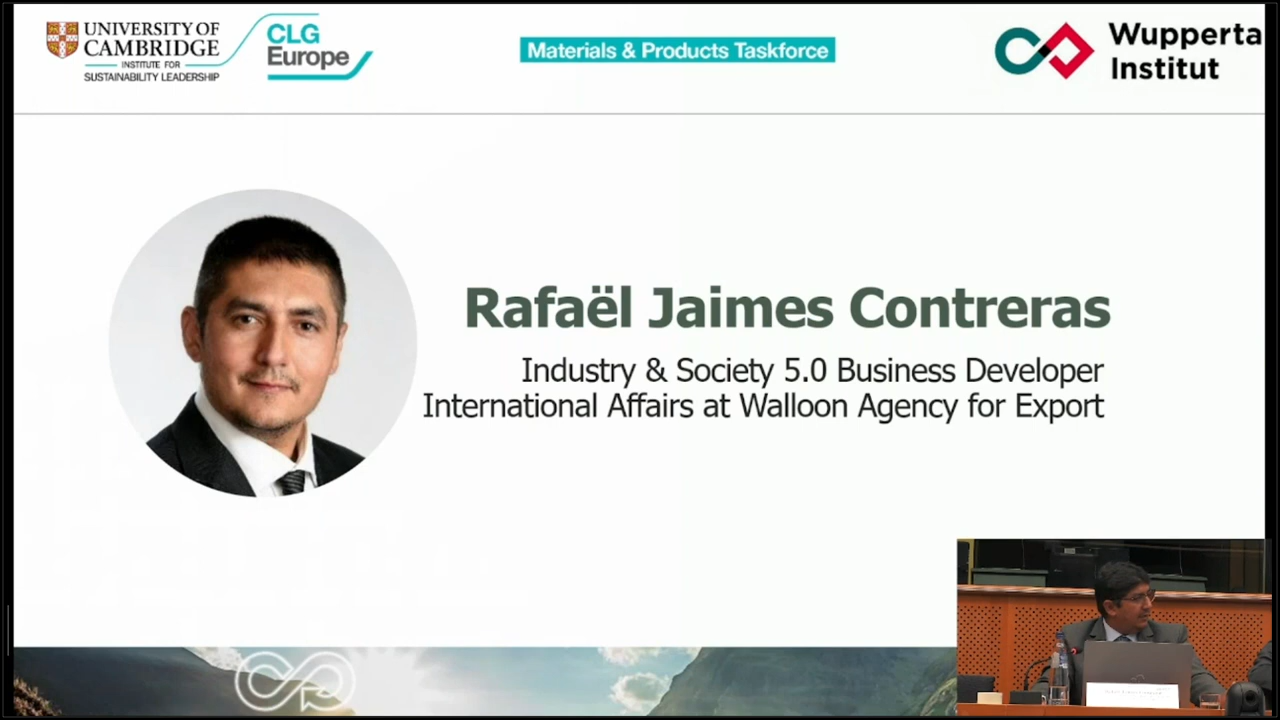 UNIVERSITY OF
CAMBRIDGE
INSTITUTE FOR
SUSTAINABILITY LEADERSHIP
CLG
Europe
Materials & Products Taskforce
Wupperta
Institut
Rafaël Jaimes Contreras
Industry & Society 5.0 Business Developer
International Affairs at Walloon Agency for Export